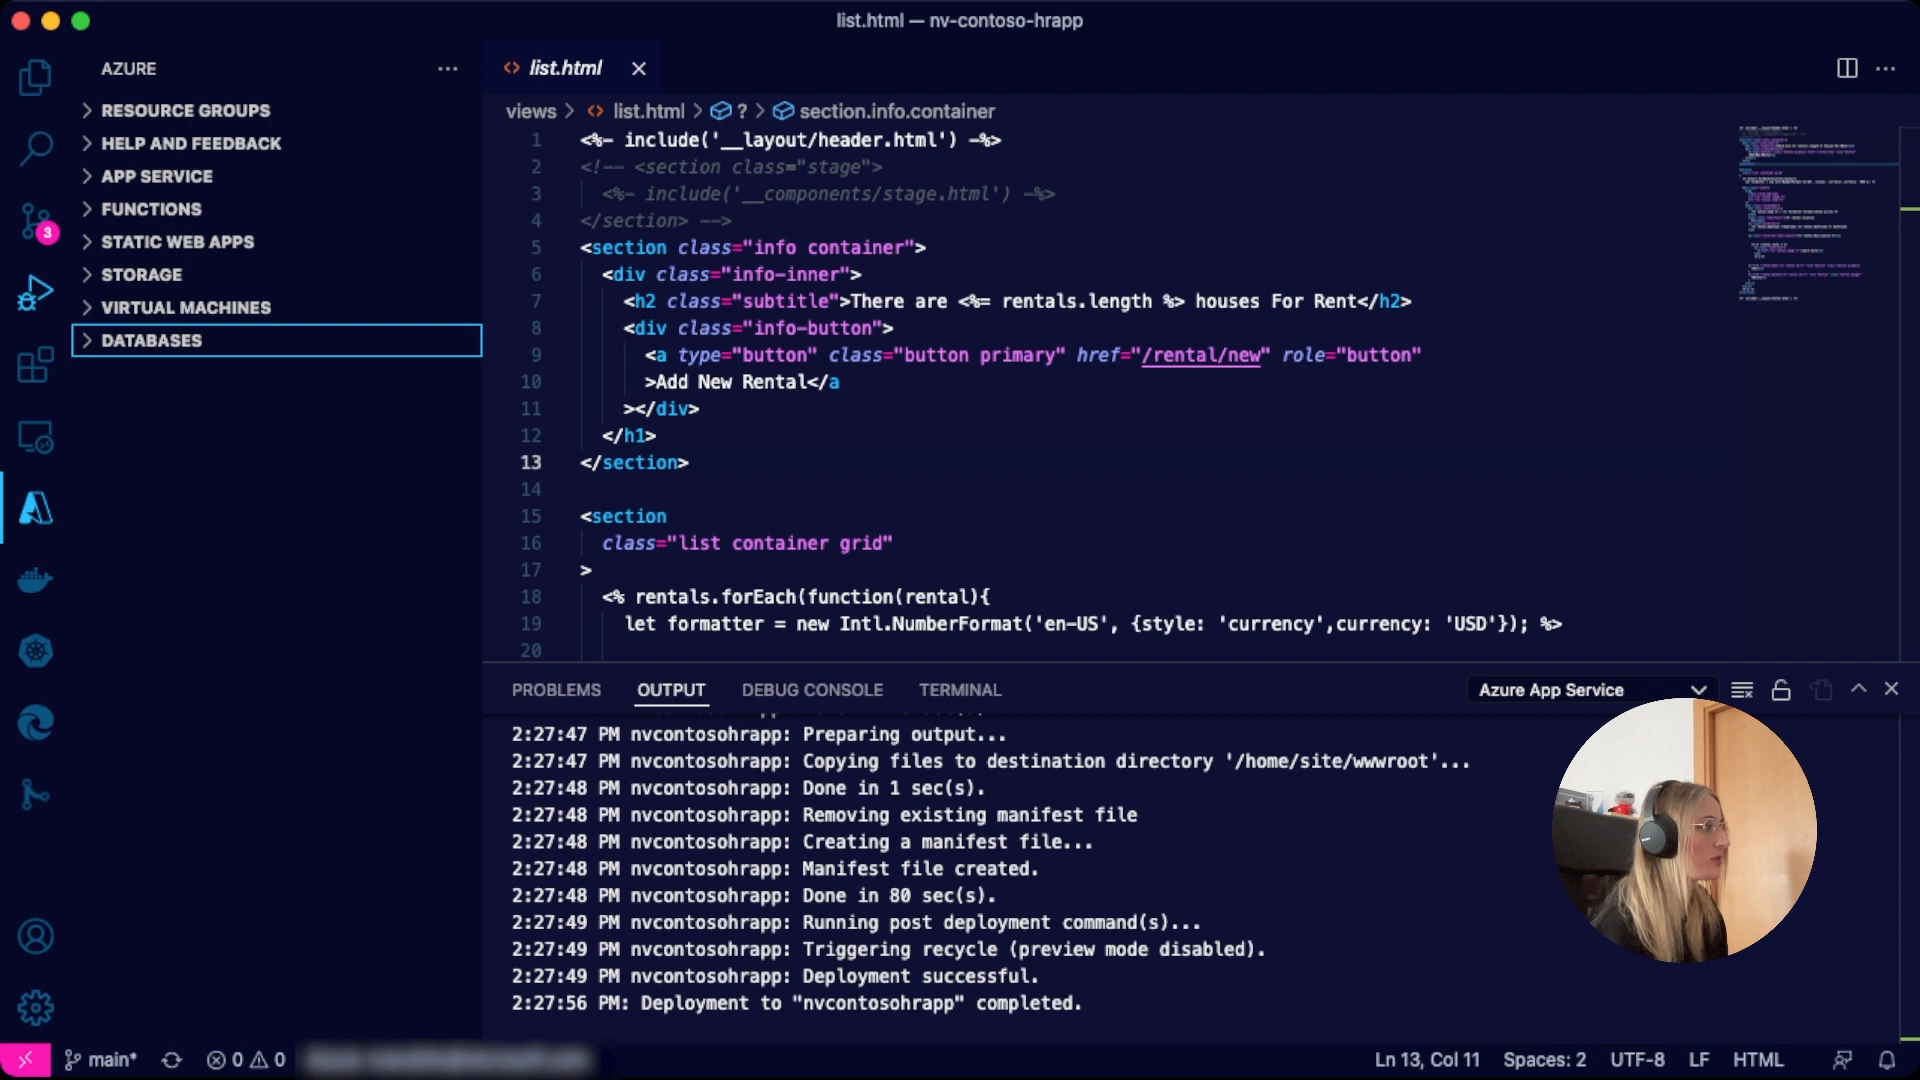 list.html — nv-contoso-hrapp
AZURE
RESOURCE GROUPS
HELP AND FEEDBACK
APP SERVICE
FUNCTIONS
STATIC WEB APPS
STORAGE
VIRTUAL MACHINES
DATABASES
3
list.html
views > list.html > ? > section.info.container
1 <%- include('__layout/header.html') -%>
2 <!-- <section class="stage">
3 <%- include('__components/stage.html') -%>
4 </section> -->
5 <section class="info container">
6 <div class="info-inner">
7 <h2 class="subtitle">There are <%= rentals.length %> houses For Rent</h2>
8 <div class="info-button">
9 <a type="button" class="button primary" href="/rental/new" role="button"
10 >Add New Rental</a
11 ></div>
12 </h1>
13 </section>
14
15 <section
16 class="list container grid"
17 >
18 <% rentals.forEach(function(rental){
19 let formatter = new Intl.NumberFormat('en-US', {style: 'currency',currency: 'USD'}); %>
20
PROBLEMS OUTPUT DEBUG CONSOLE TERMINAL Azure App Service
2:27:47 PM nvcontosohrapp: Preparing output...
2:27:47 PM nvcontosohrapp: Copying files to destination directory '/home/site/wwwroot'...
2:27:48 PM nvcontosohrapp: Done in 1 sec(s).
2:27:48 PM nvcontosohrapp: Removing existing manifest file
2:27:48 PM nvcontosohrapp: Creating a manifest file...
2:27:48 PM nvcontosohrapp: Manifest file created.
2:27:48 PM nvcontosohrapp: Done in 80 sec(s).
2:27:49 PM nvcontosohrapp: Running post deployment command(s)...
2:27:49 PM nvcontosohrapp: Triggering recycle (preview mode disabled).
2:27:49 PM nvcontosohrapp: Deployment successful.
2:27:56 PM: Deployment to "nvcontosohrapp" completed.
main* 0 0 Ln 13, Col 11 Spaces: 2 UTF-8 LF HTML